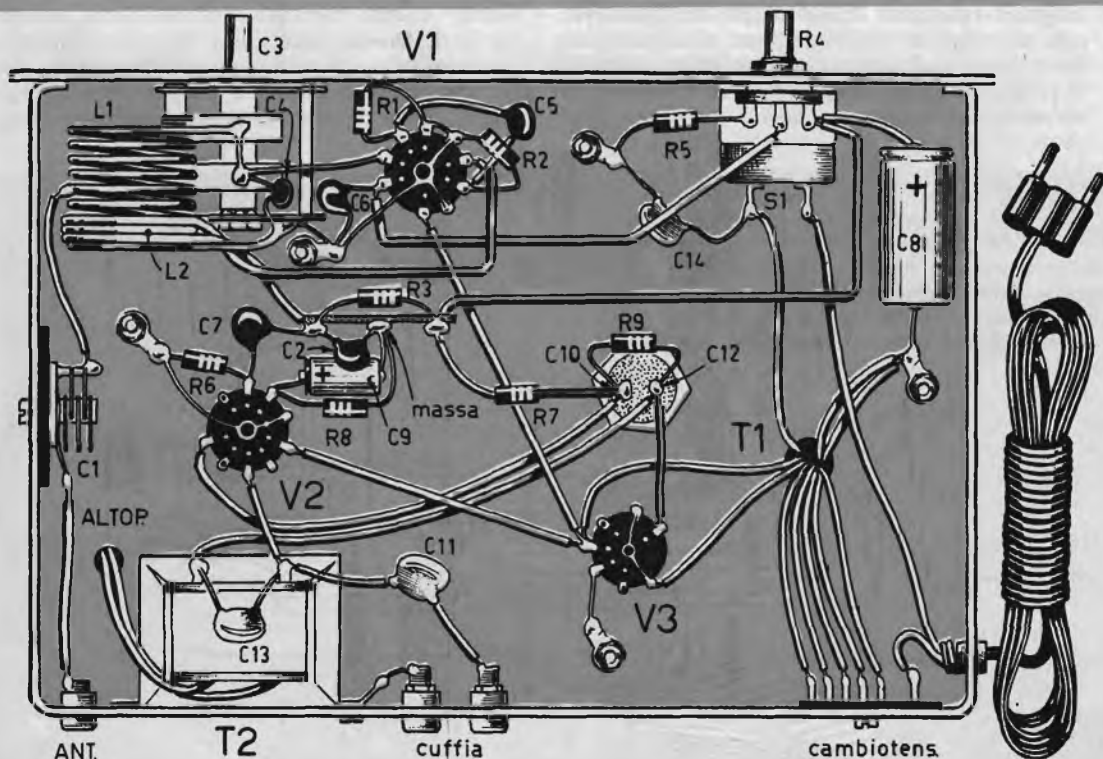 C3
V1
R4
L1
C4
R1
C5
R2
R5
C6
S1
C14
C8
+
L2
R3
C7
C2
R9
C10
C12
R6
+
massa
R7
R8
C9
C1
V2
T1
ALTOP.
C11
V3
C13
ANT.
T2
cuffia
cambiotens.